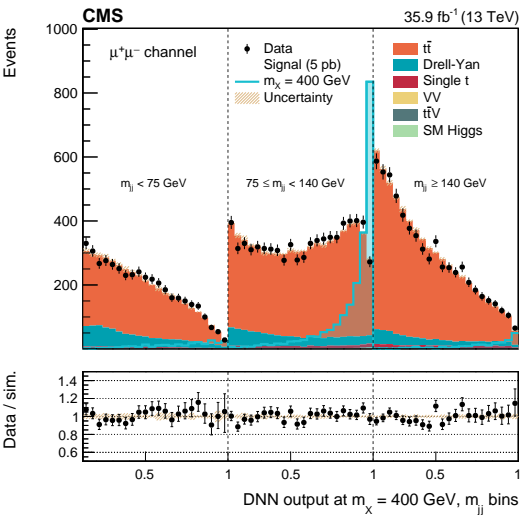 CMS 35.9 fb⁻¹ (13 TeV)
Events
1000
800
600
400
200
μ⁺μ⁻ channel
Data
Signal (5 pb)
m_X = 400 GeV
Uncertainty
tt̄
Drell-Yan
Single t
VV
tt̄V
SM Higgs
m_jj < 75 GeV
75 ≤ m_jj < 140 GeV
m_jj ≥ 140 GeV
Data / sim.
1.4
1.2
1
0.8
0.6
0.5 1 0.5 1 0.5 1
DNN output at m_X = 400 GeV, m_jj bins